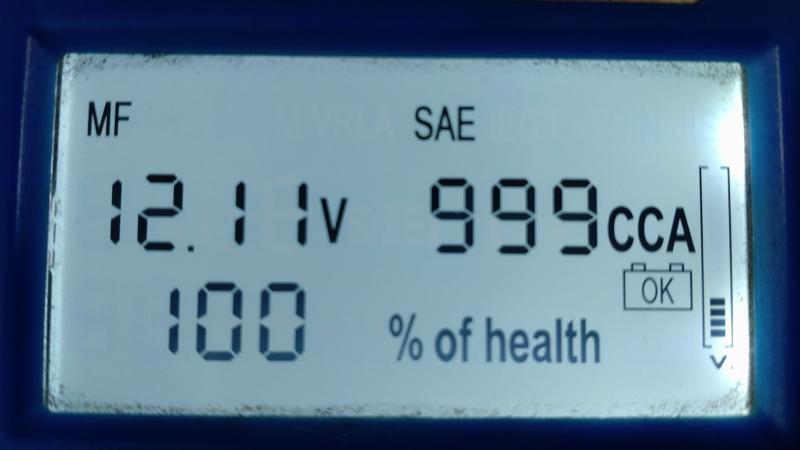 MF SAE
12.11V 999CCA
OK
100 % of health